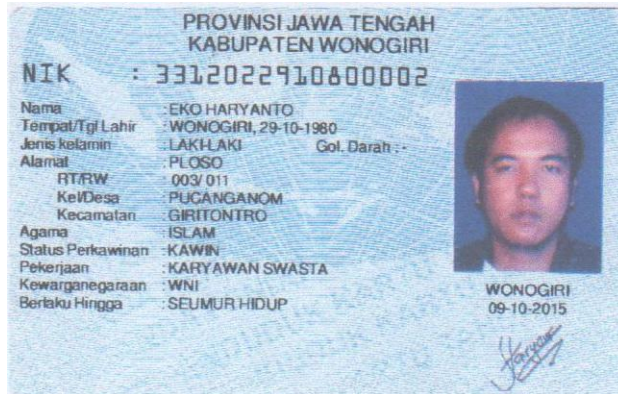 PROVINSI JAWA TENGAH
KABUPATEN WONOGIRI
NIK : 3312022910800002
Nama : EKO HARYANTO
Tempat/Tgl Lahir : WONOGIRI, 29-10-1980
Jenis kelamin : LAKI-LAKI Gol. Darah : -
Alamat : PLOSO
RT/RW : 003/ 011
Kel/Desa : PUCANGANOM
Kecamatan : GIRITONTRO
Agama : ISLAM
Status Perkawinan : KAWIN
Pekerjaan : KARYAWAN SWASTA
Kewarganegaraan : WNI
Berlaku Hingga : SEUMUR HIDUP
WONOGIRI
09-10-2015